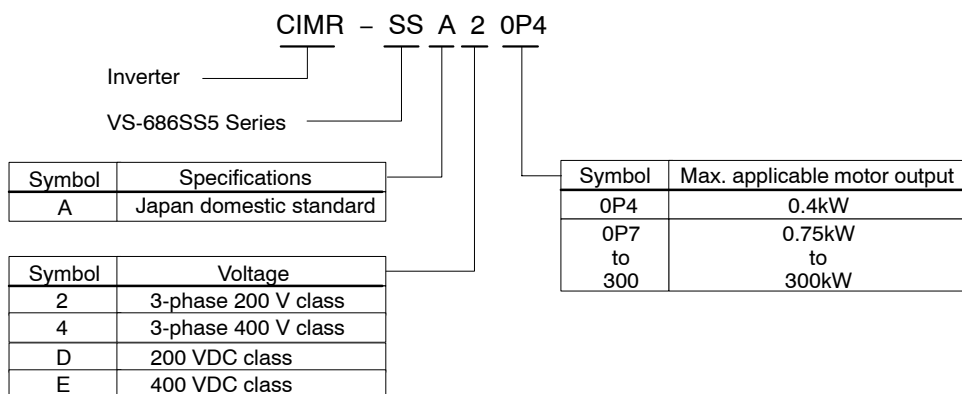 CIMR – SS A 2 0P4
Inverter
VS-686SS5 Series
Symbol Specifications
A Japan domestic standard
Symbol Voltage
2 3-phase 200 V class
4 3-phase 400 V class
D 200 VDC class
E 400 VDC class
Symbol Max. applicable motor output
0P4 0.4kW
0P7 0.75kW
to to
300 300kW